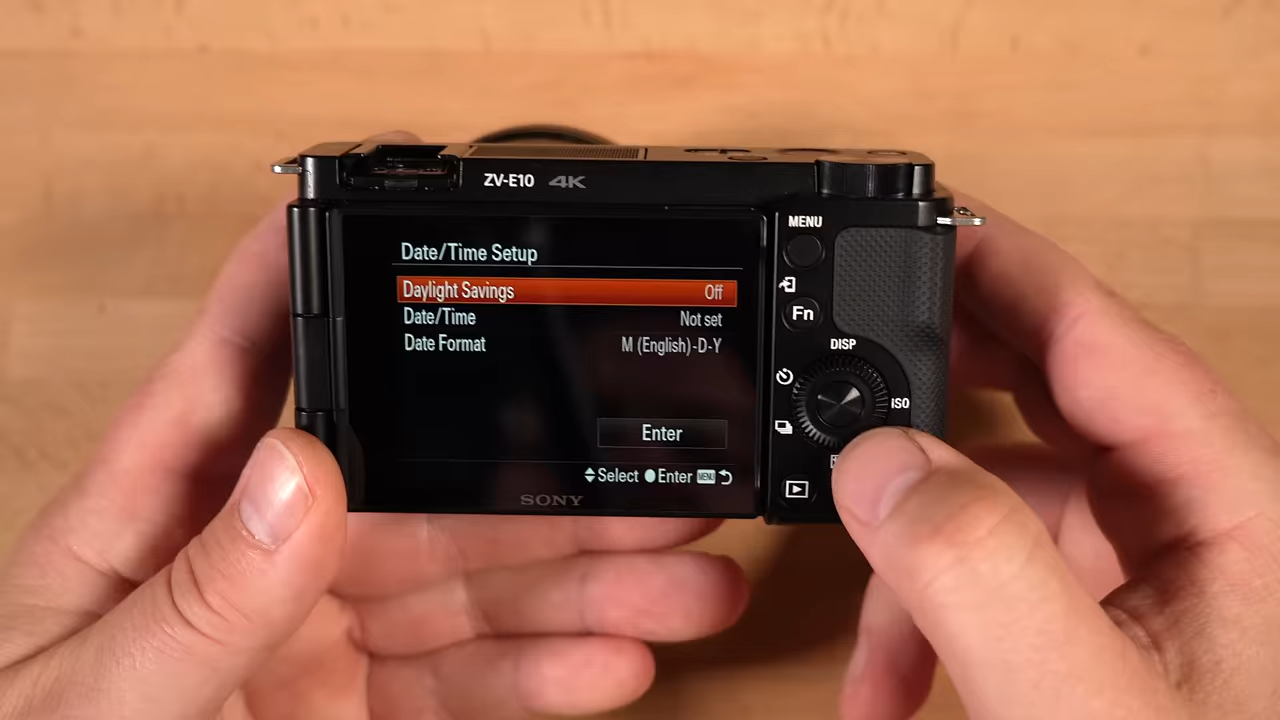 ZV-E10 4K
MENU
Date/Time Setup
Daylight Savings Off
Fn
Date/Time Not set
Date Format M (English)-D-Y
DISP
ISO
Enter
Select Enter MENU
SONY